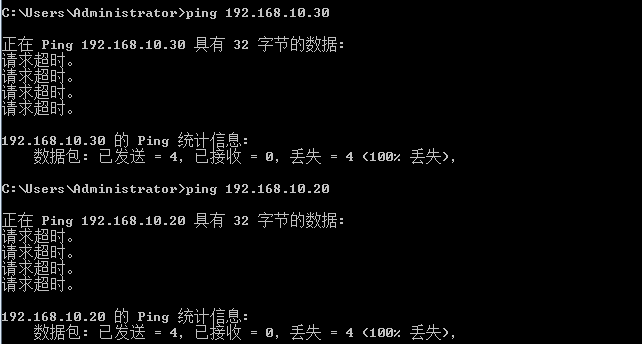 C:\Users\Administrator>ping 192.168.10.30
正在 Ping 192.168.10.30 具有 32 字节的数据:
请求超时。
请求超时。
请求超时。
请求超时。
192.168.10.30 的 Ping 统计信息:
数据包: 已发送 = 4, 已接收 = 0, 丢失 = 4 (100% 丢失),
C:\Users\Administrator>ping 192.168.10.20
正在 Ping 192.168.10.20 具有 32 字节的数据:
请求超时。
请求超时。
请求超时。
请求超时。
192.168.10.20 的 Ping 统计信息:
数据包: 已发送 = 4, 已接收 = 0, 丢失 = 4 (100% 丢失),